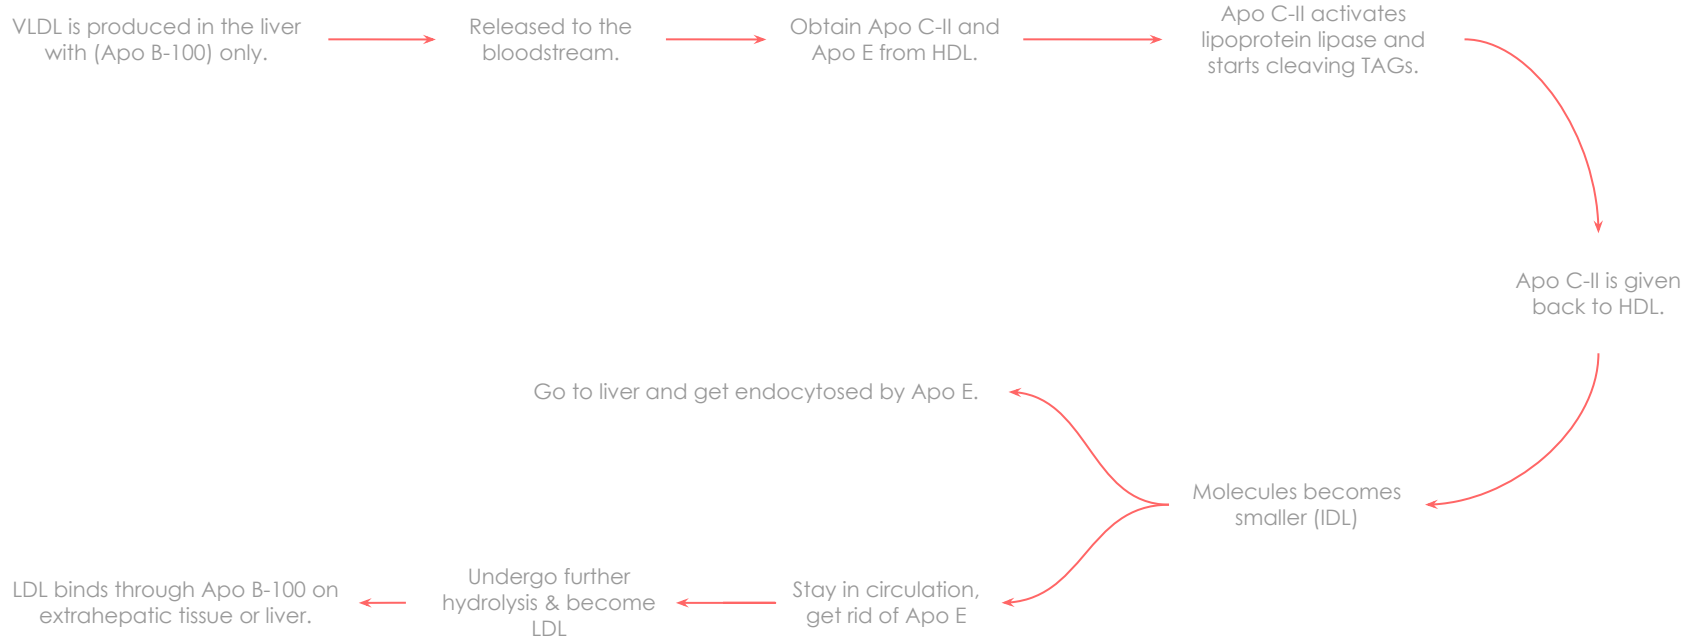 VLDL is produced in the liver
with (Apo B-100) only.
Released to the
bloodstream.
Obtain Apo C-II and
Apo E from HDL.
Apo C-II activates
lipoprotein lipase and
starts cleaving TAGs.
Apo C-II is given
back to HDL.
Molecules becomes
smaller (IDL)
Go to liver and get endocytosed by Apo E.
Stay in circulation,
get rid of Apo E
Undergo further
hydrolysis & become
LDL
LDL binds through Apo B-100 on
extrahepatic tissue or liver.